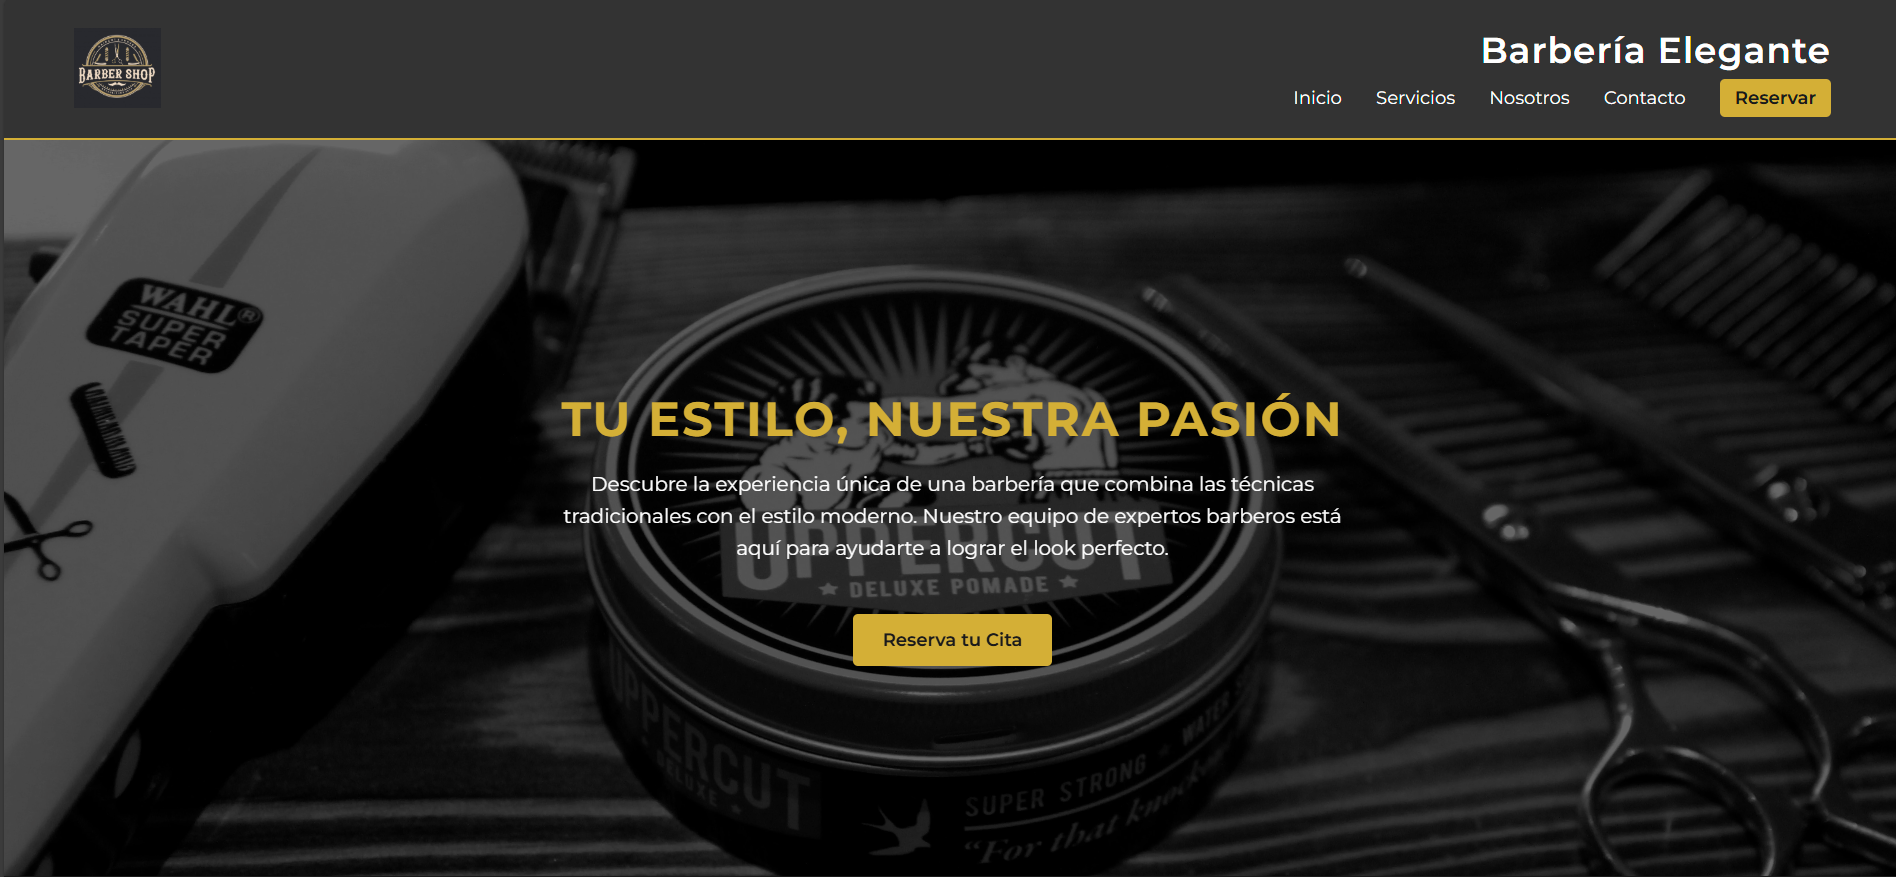 BARBER SHOP
Barbería Elegante
Inicio Servicios Nosotros Contacto Reservar
WAHL®
SUPER
TAPER
TU ESTILO, NUESTRA PASIÓN
Descubre la experiencia única de una barbería que combina las técnicas
tradicionales con el estilo moderno. Nuestro equipo de expertos barberos está
aquí para ayudarte a lograr el look perfecto.
UPPERCUT
★ DELUXE POMADE ★
Reserva tu Cita
UPPERCUT
DELUXE ★
SUPER STRONG ★ WATER
"For that